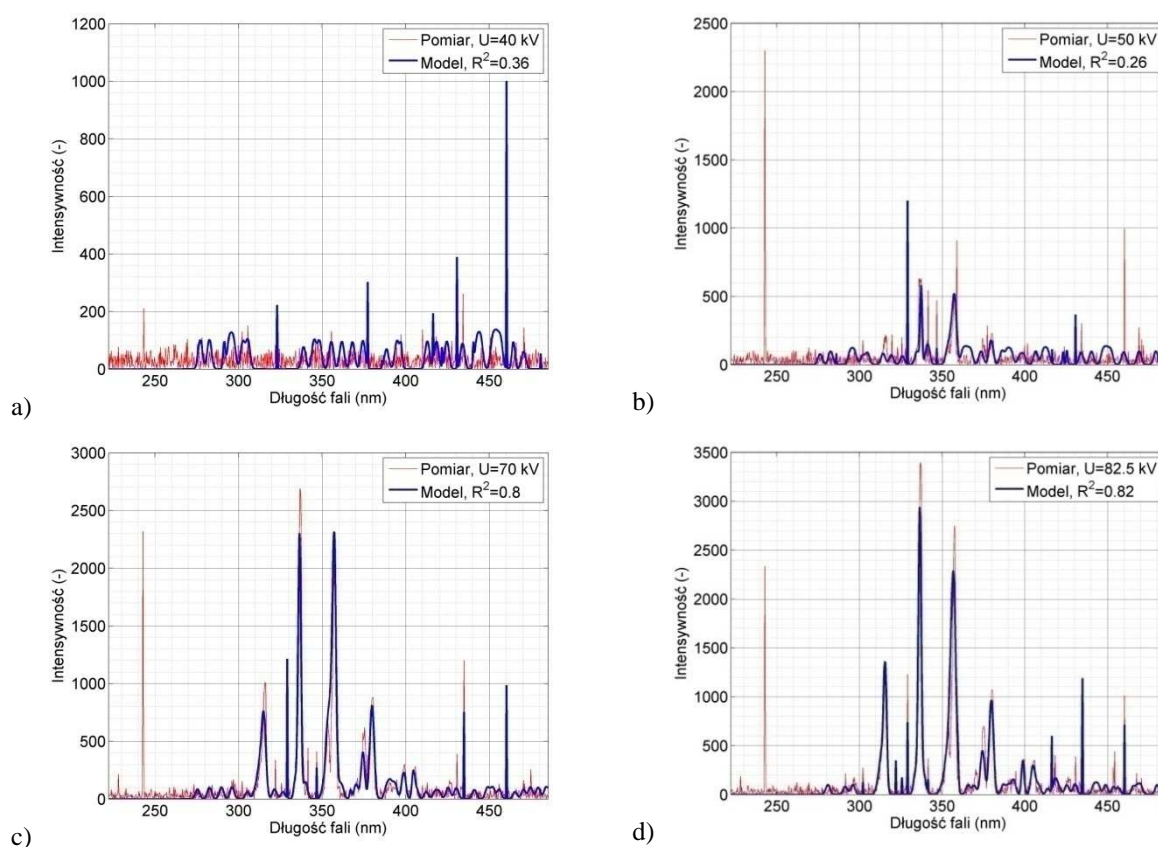 1200
1000
800
600
400
200
0
Intensywność (-)
Pomiar, U=40 kV
Model, R²=0.36
250 300 350 400 450
Długość fali (nm)
a)
2500
2000
1500
1000
500
0
Intensywność (-)
Pomiar, U=50 kV
Model, R²=0.26
250 300 350 400 450
Długość fali (nm)
b)
3000
2500
2000
1500
1000
500
0
Intensywność (-)
Pomiar, U=70 kV
Model, R²=0.8
250 300 350 400 450
Długość fali (nm)
c)
3500
3000
2500
2000
1500
1000
500
0
Intensywność (-)
Pomiar, U=82.5 kV
Model, R²=0.82
250 300 350 400 450
Długość fali (nm)
d)